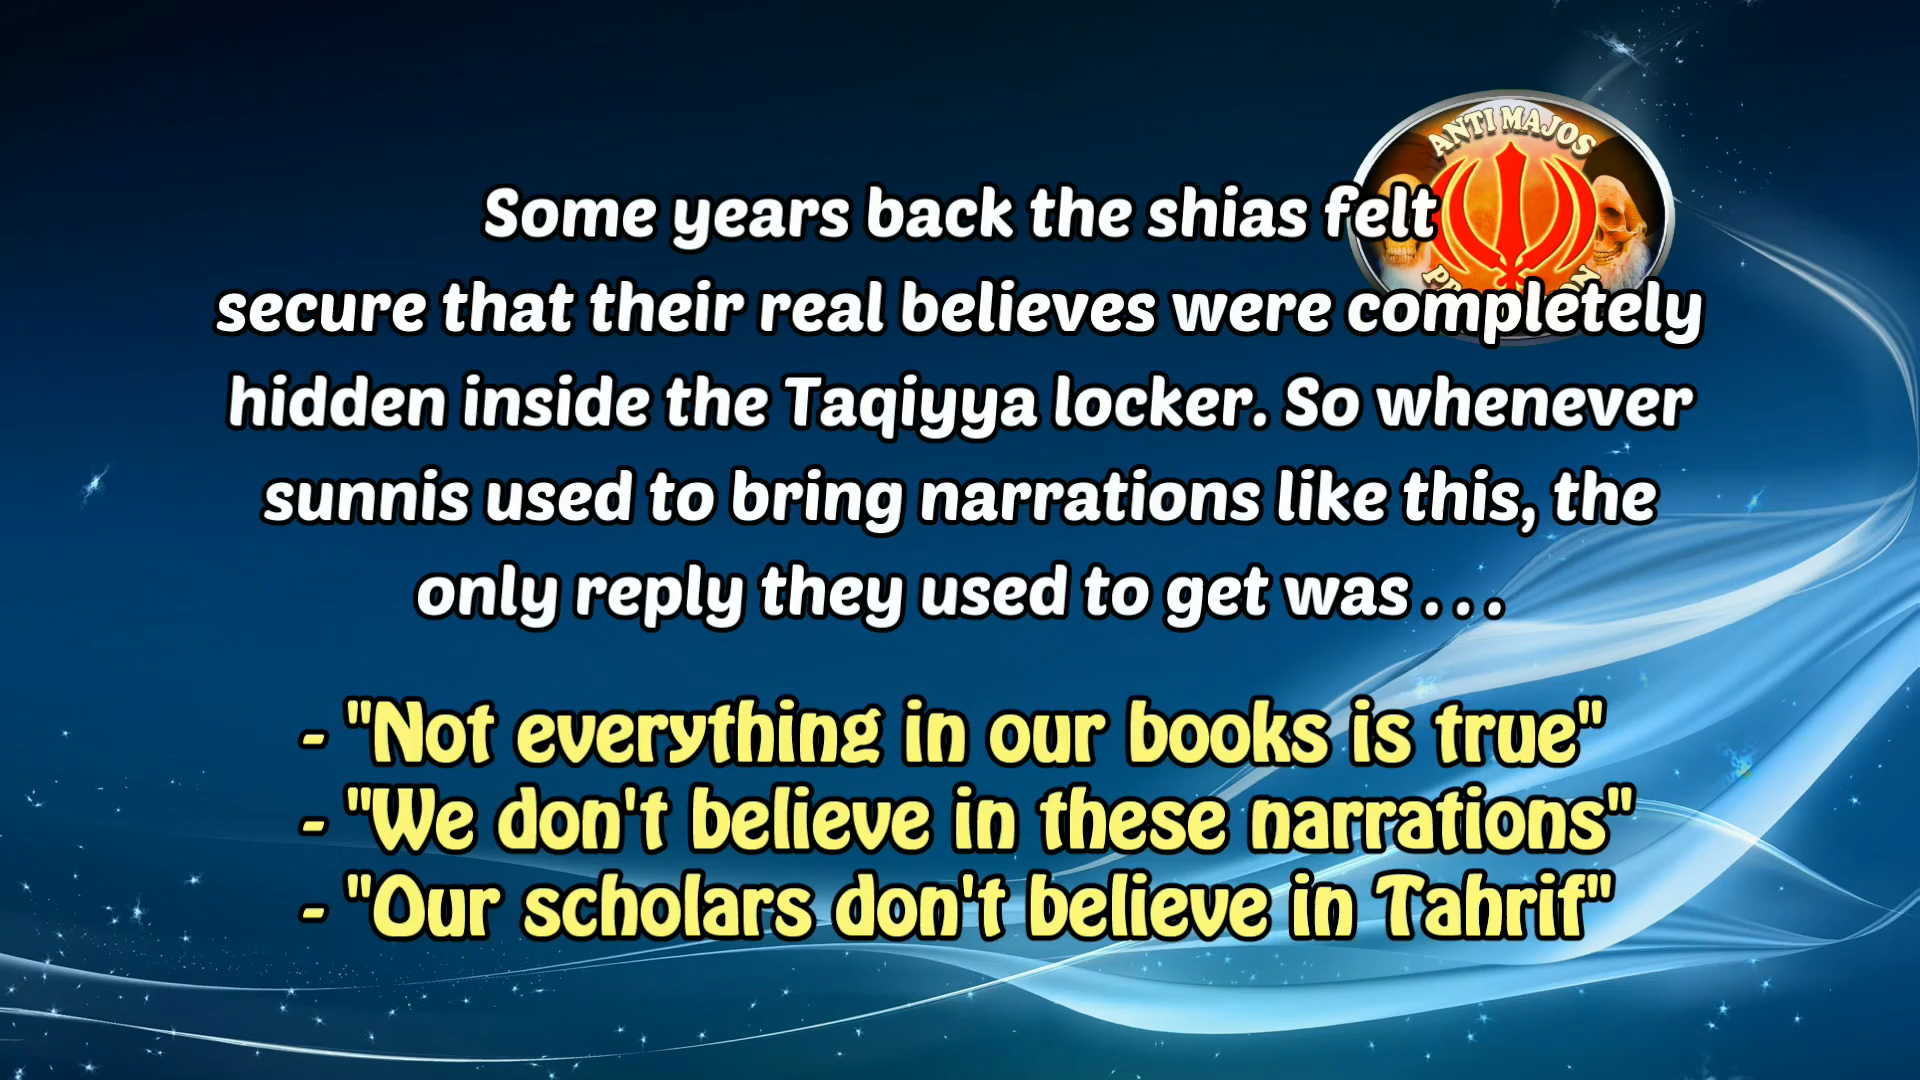 ANTI MAJOS
Some years back the shias felt
secure that their real believes were completely
hidden inside the Taqiyya locker. So whenever
sunnis used to bring narrations like this, the
only reply they used to get was . . .
- "Not everything in our books is true"
- "We don't believe in these narrations"
- "Our scholars don't believe in Tahrif"